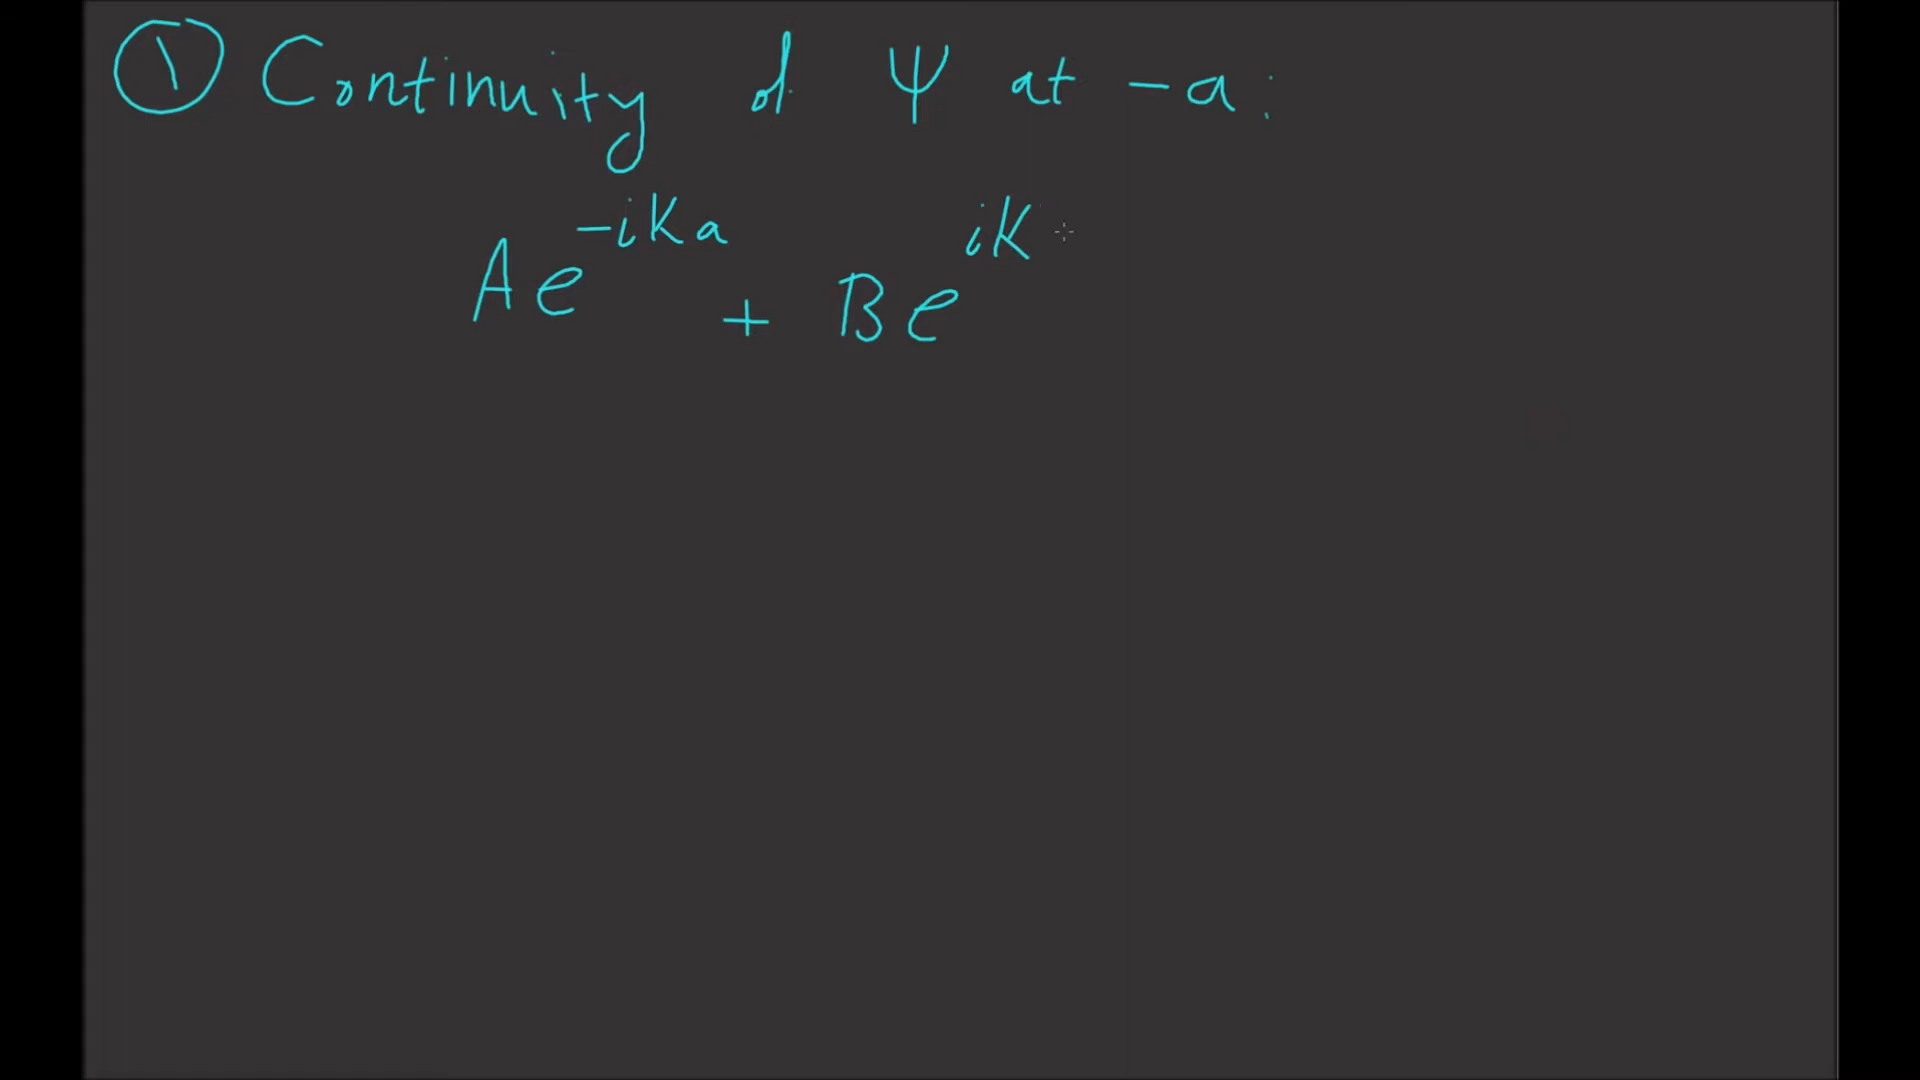 ① Continuity of Ψ at -a:
Ae^{-iKa} + Be^{iK}